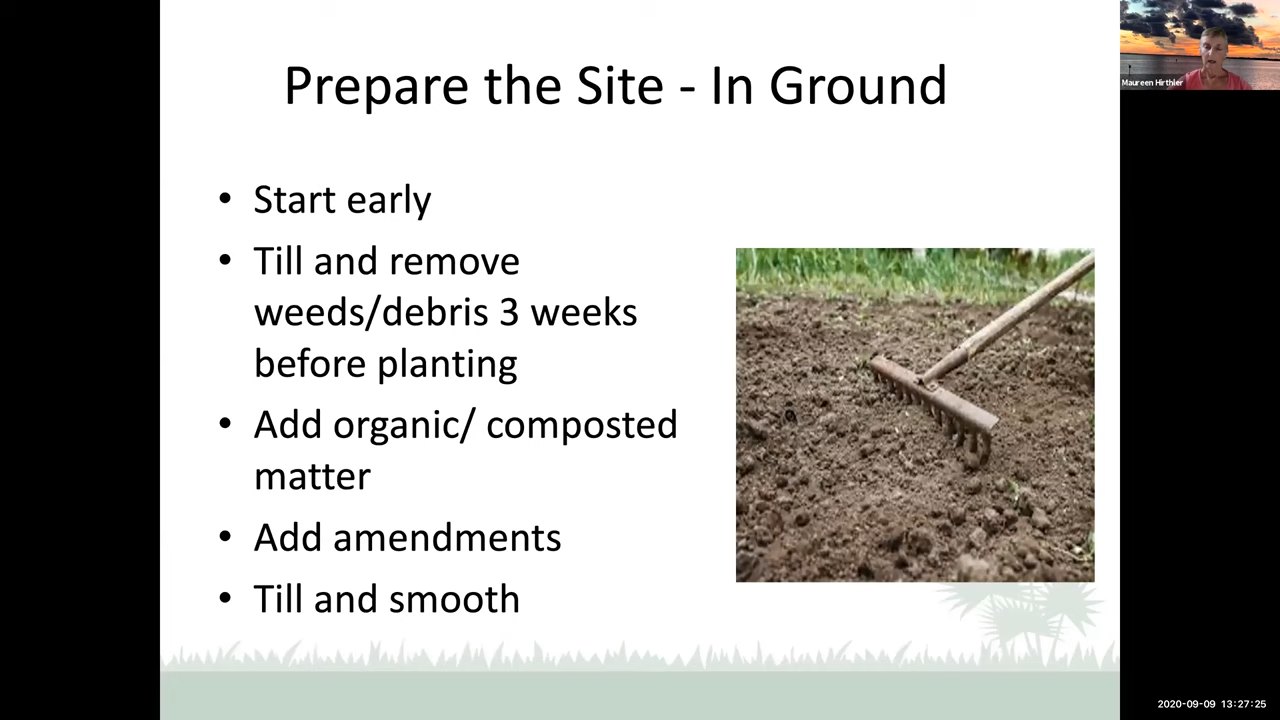 Prepare the Site - In Ground
Maureen Hirthler
• Start early
• Till and remove
weeds/debris 3 weeks
before planting
• Add organic/ composted
matter
• Add amendments
• Till and smooth
2020-09-09 13:27:25